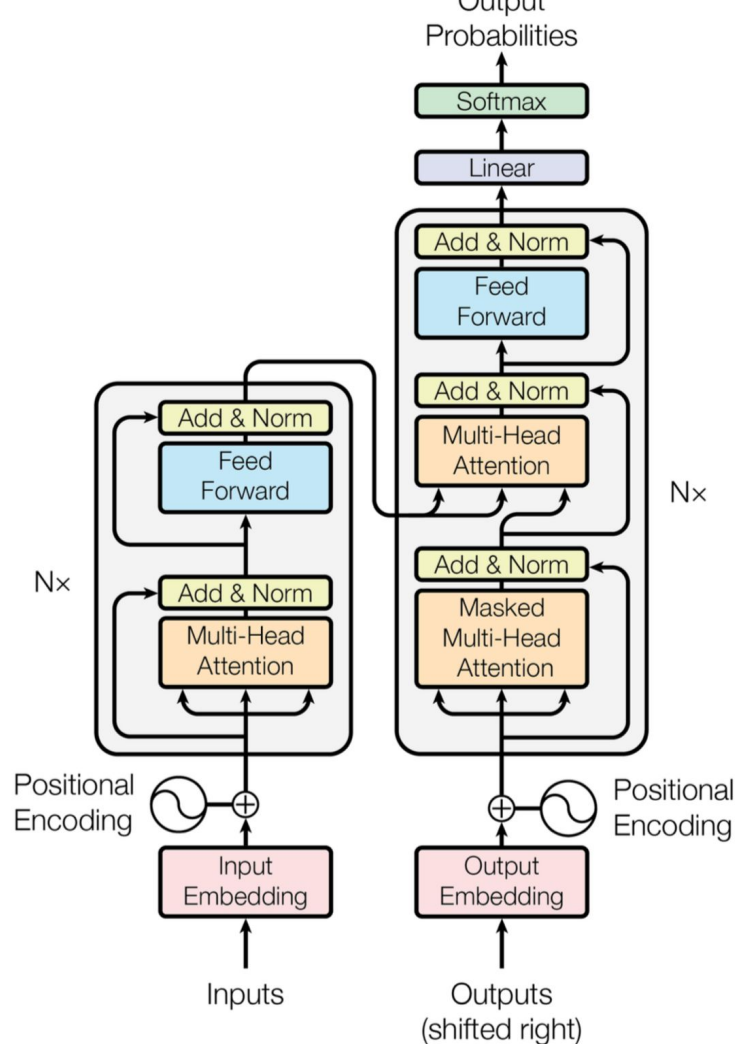 Output
Probabilities
Softmax
Linear
Add & Norm
Feed
Forward
Add & Norm
Multi-Head
Attention
Nx
Add & Norm
Masked
Multi-Head
Attention
Add & Norm
Feed
Forward
Nx
Add & Norm
Multi-Head
Attention
Positional
Encoding
Positional
Encoding
Input
Embedding
Output
Embedding
Inputs
Outputs
(shifted right)